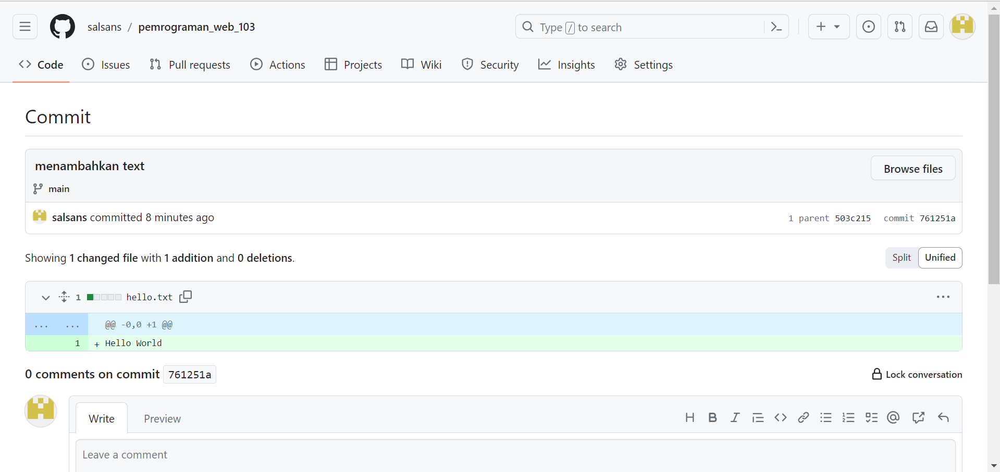 salsans / pemrograman_web_103
Type / to search
Code Issues Pull requests Actions Projects Wiki Security Insights Settings
Commit
menambahkan text
Browse files
main
salsans committed 8 minutes ago
1 parent 503c215 commit 761251a
Showing 1 changed file with 1 addition and 0 deletions.
Split Unified
1 hello.txt
... ... @@ -0,0 +1 @@
1 + Hello World
0 comments on commit 761251a
Lock conversation
Write Preview
Leave a comment